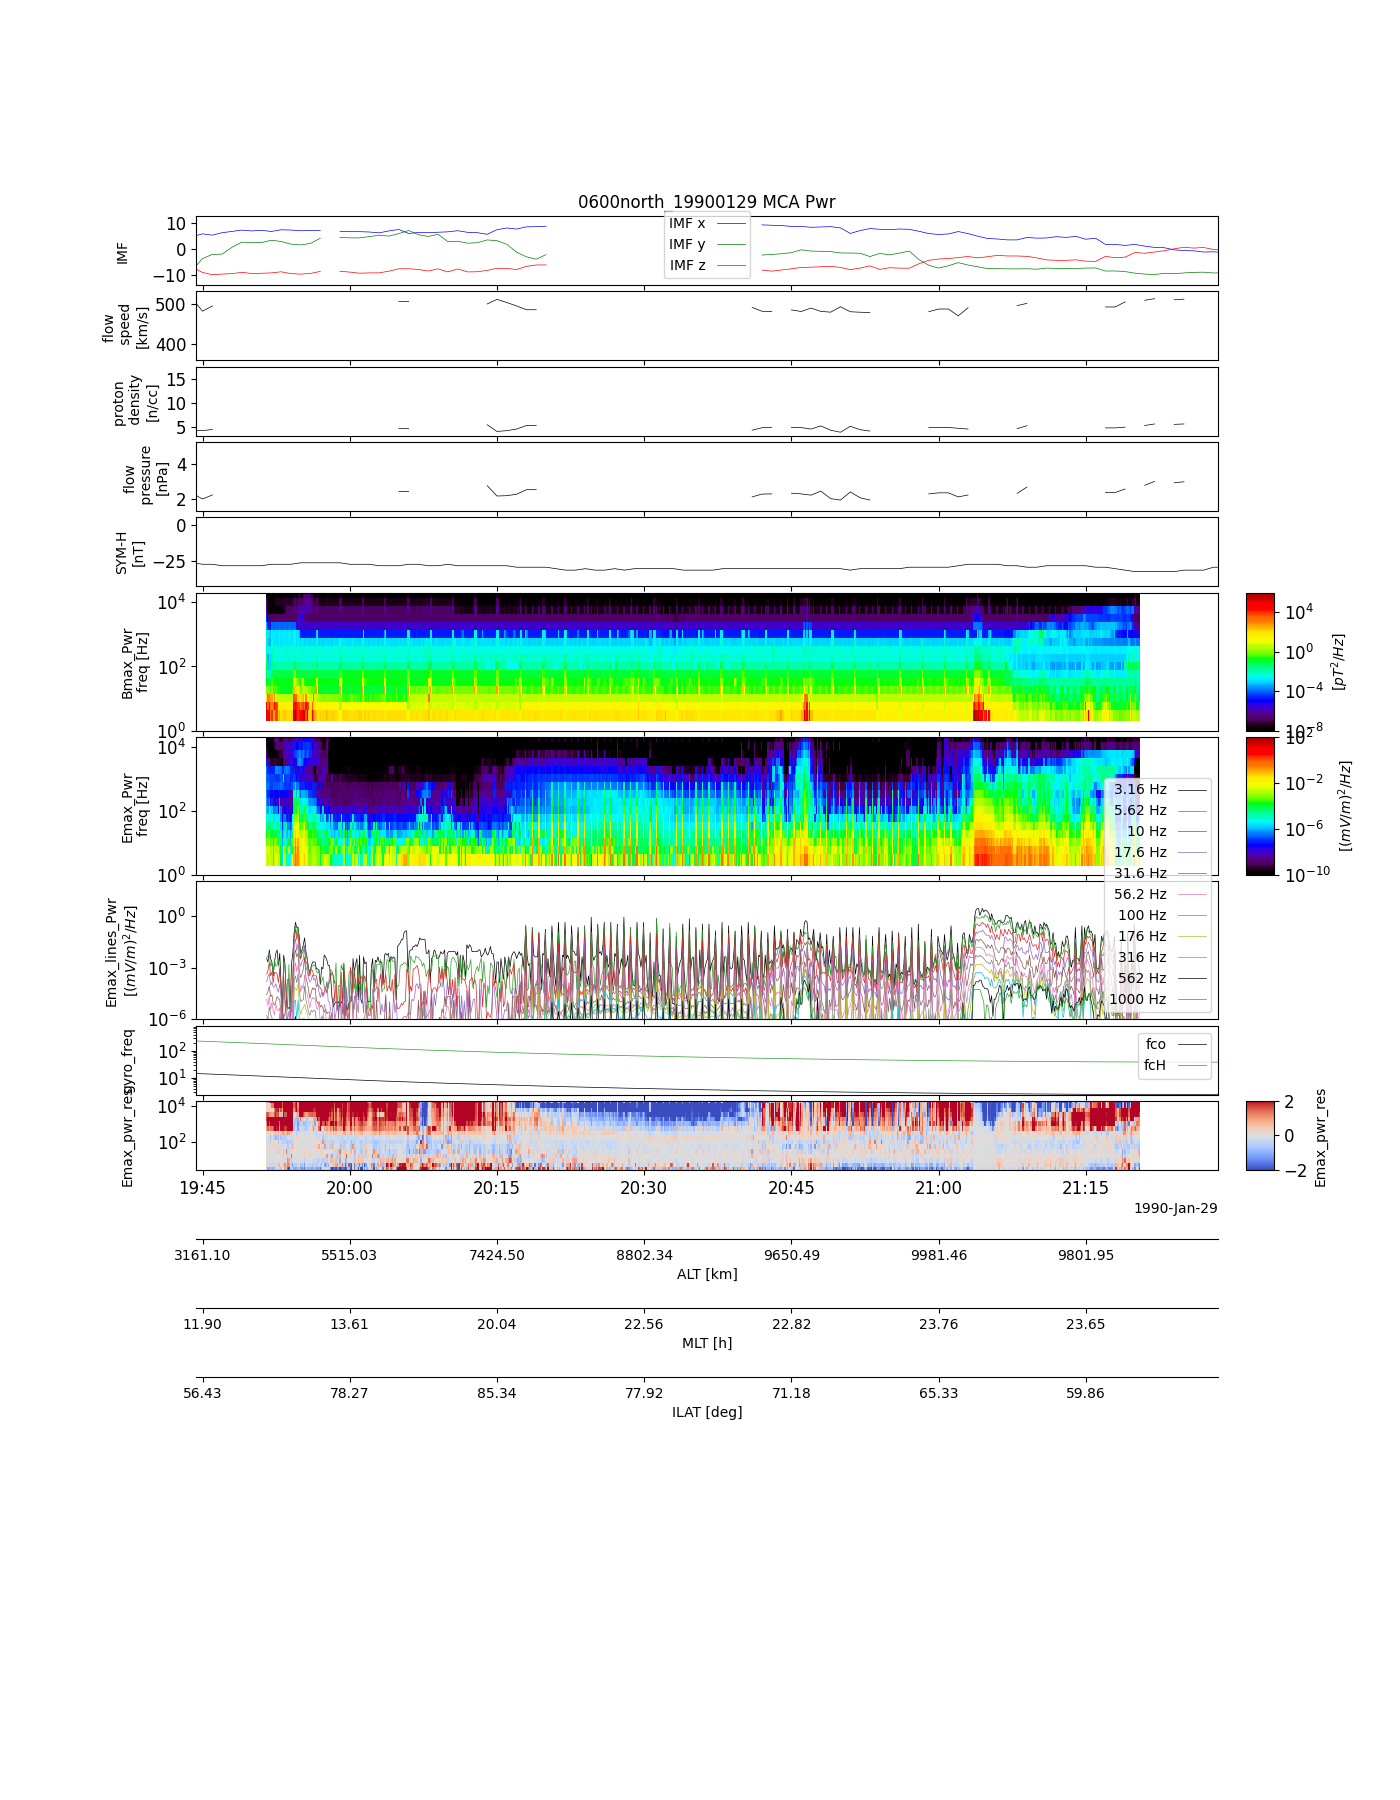 0600north_19900129 MCA Pwr
10
0
−10
IMF
IMF x
IMF y
IMF z
500
400
flow
speed
[km/s]
15
10
5
proton
density
[n/cc]
4
2
flow
pressure
[nPa]
0
−25
SYM-H
[nT]
10^4
10^2
10^0
Bmax_Pwr
freq [Hz]
10^4
10^0
10^−4
10^−8
[pT^2/Hz]
10^4
10^2
10^0
Emax_Pwr
freq [Hz]
10^2
10^−2
10^−6
10^−10
[(mV/m)^2/Hz]
3.16 Hz
5.62 Hz
10 Hz
17.6 Hz
31.6 Hz
56.2 Hz
100 Hz
176 Hz
316 Hz
562 Hz
1000 Hz
10^0
10^−3
10^−6
Emax_lines_Pwr
[(mV/m)^2/Hz]
10^2
10^1
gyro_freq
fco
fcH
10^4
10^2
Emax_pwr_res
2
0
−2
Emax_pwr_res
19:45 20:00 20:15 20:30 20:45 21:00 21:15
1990-Jan-29
3161.10 5515.03 7424.50 8802.34 9650.49 9981.46 9801.95
ALT [km]
11.90 13.61 20.04 22.56 22.82 23.76 23.65
MLT [h]
56.43 78.27 85.34 77.92 71.18 65.33 59.86
ILAT [deg]